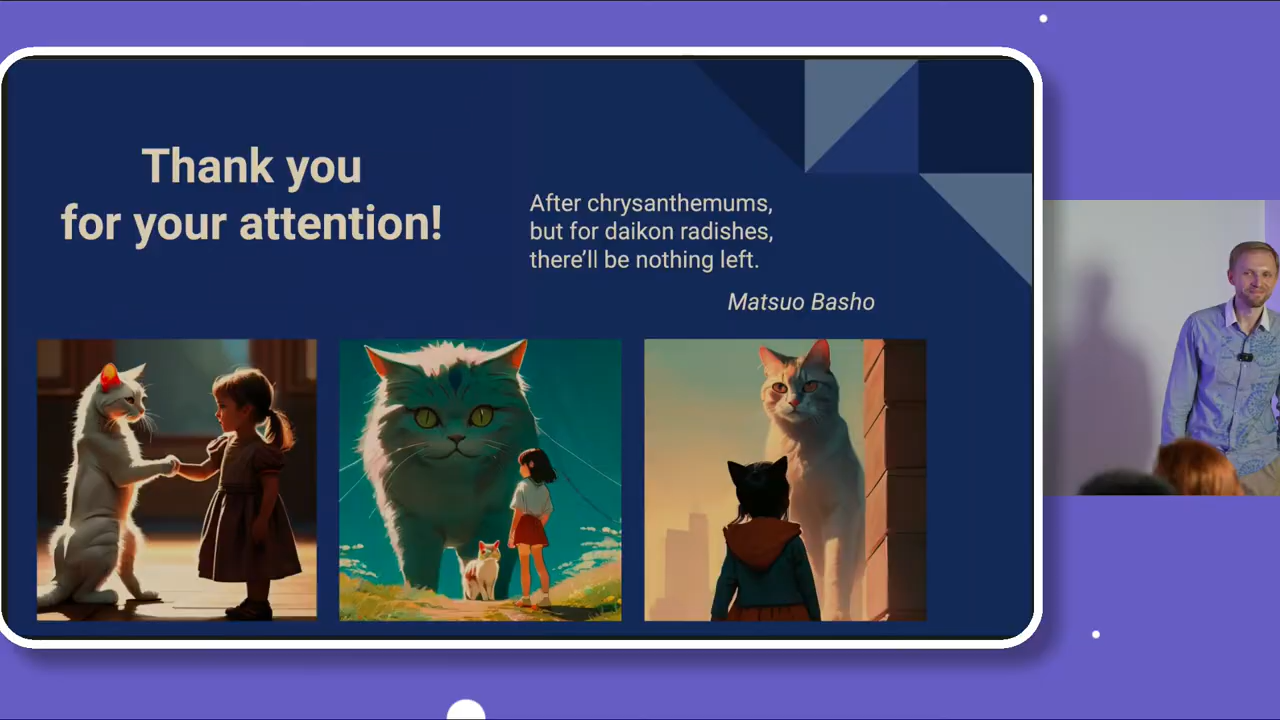 Thank you
for your attention!
After chrysanthemums,
but for daikon radishes,
there’ll be nothing left.
Matsuo Basho